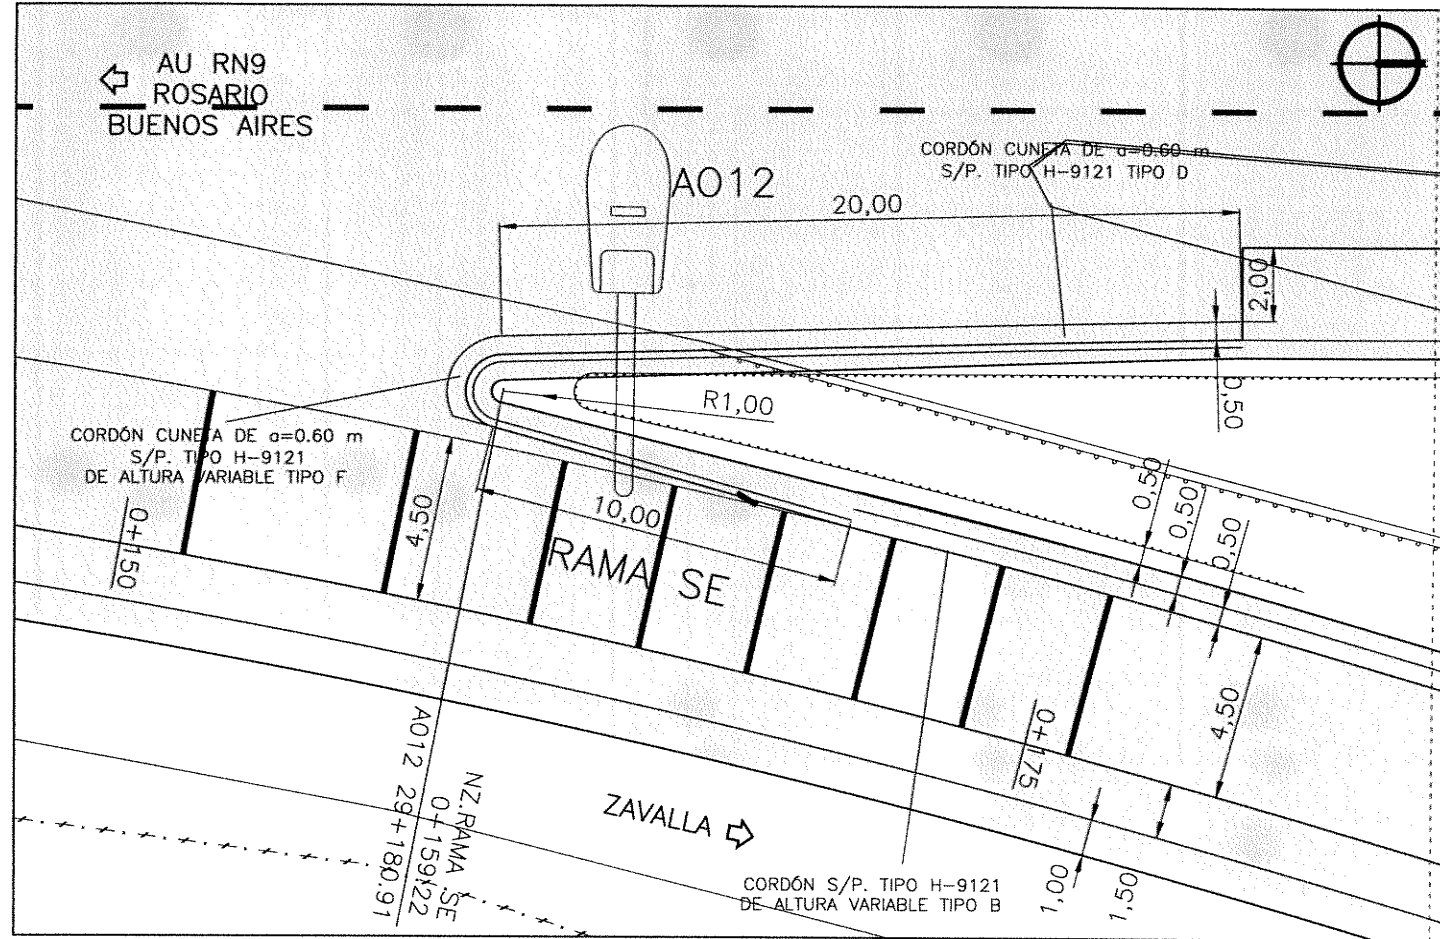 AU RN9
ROSARIO
BUENOS AIRES
CORDÓN CUNETA DE a=0.60 m
S/P. TIPO H-9121 TIPO D
AO12
20,00
2,00
0,50
R1,00
CORDÓN CUNETA DE a=0.60 m
S/P. TIPO H-9121
DE ALTURA VARIABLE TIPO F
0+150
4,50
10,00
RAMA SE
0,50
0,50
0,50
4,50
0+175
A012 29+180.91
NZ.RAMA SE
0+159.22
ZAVALLA
CORDÓN S/P. TIPO H-9121
DE ALTURA VARIABLE TIPO B
1,00
1,50